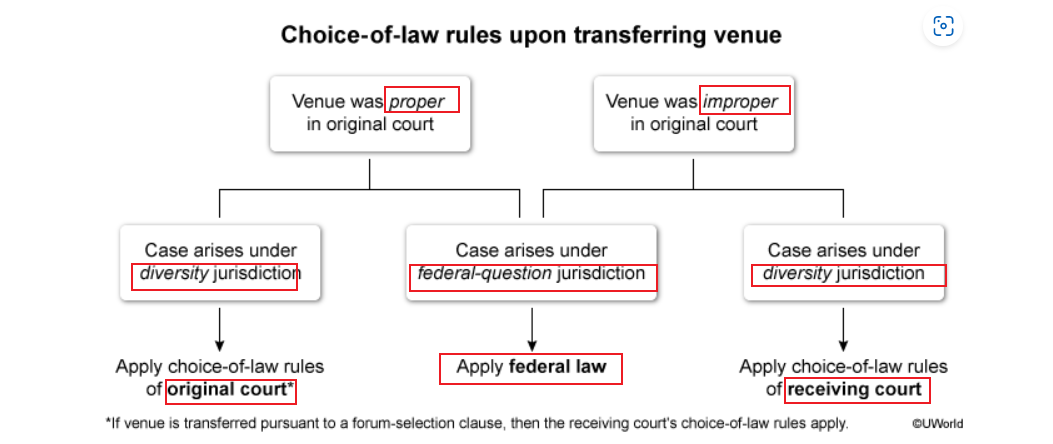 Choice-of-law rules upon transferring venue
Venue was proper
in original court
Venue was improper
in original court
Case arises under
diversity jurisdiction
Case arises under
federal-question jurisdiction
Case arises under
diversity jurisdiction
Apply choice-of-law rules
of original court*
Apply federal law
Apply choice-of-law rules
of receiving court
*If venue is transferred pursuant to a forum-selection clause, then the receiving court's choice-of-law rules apply.
©UWorld